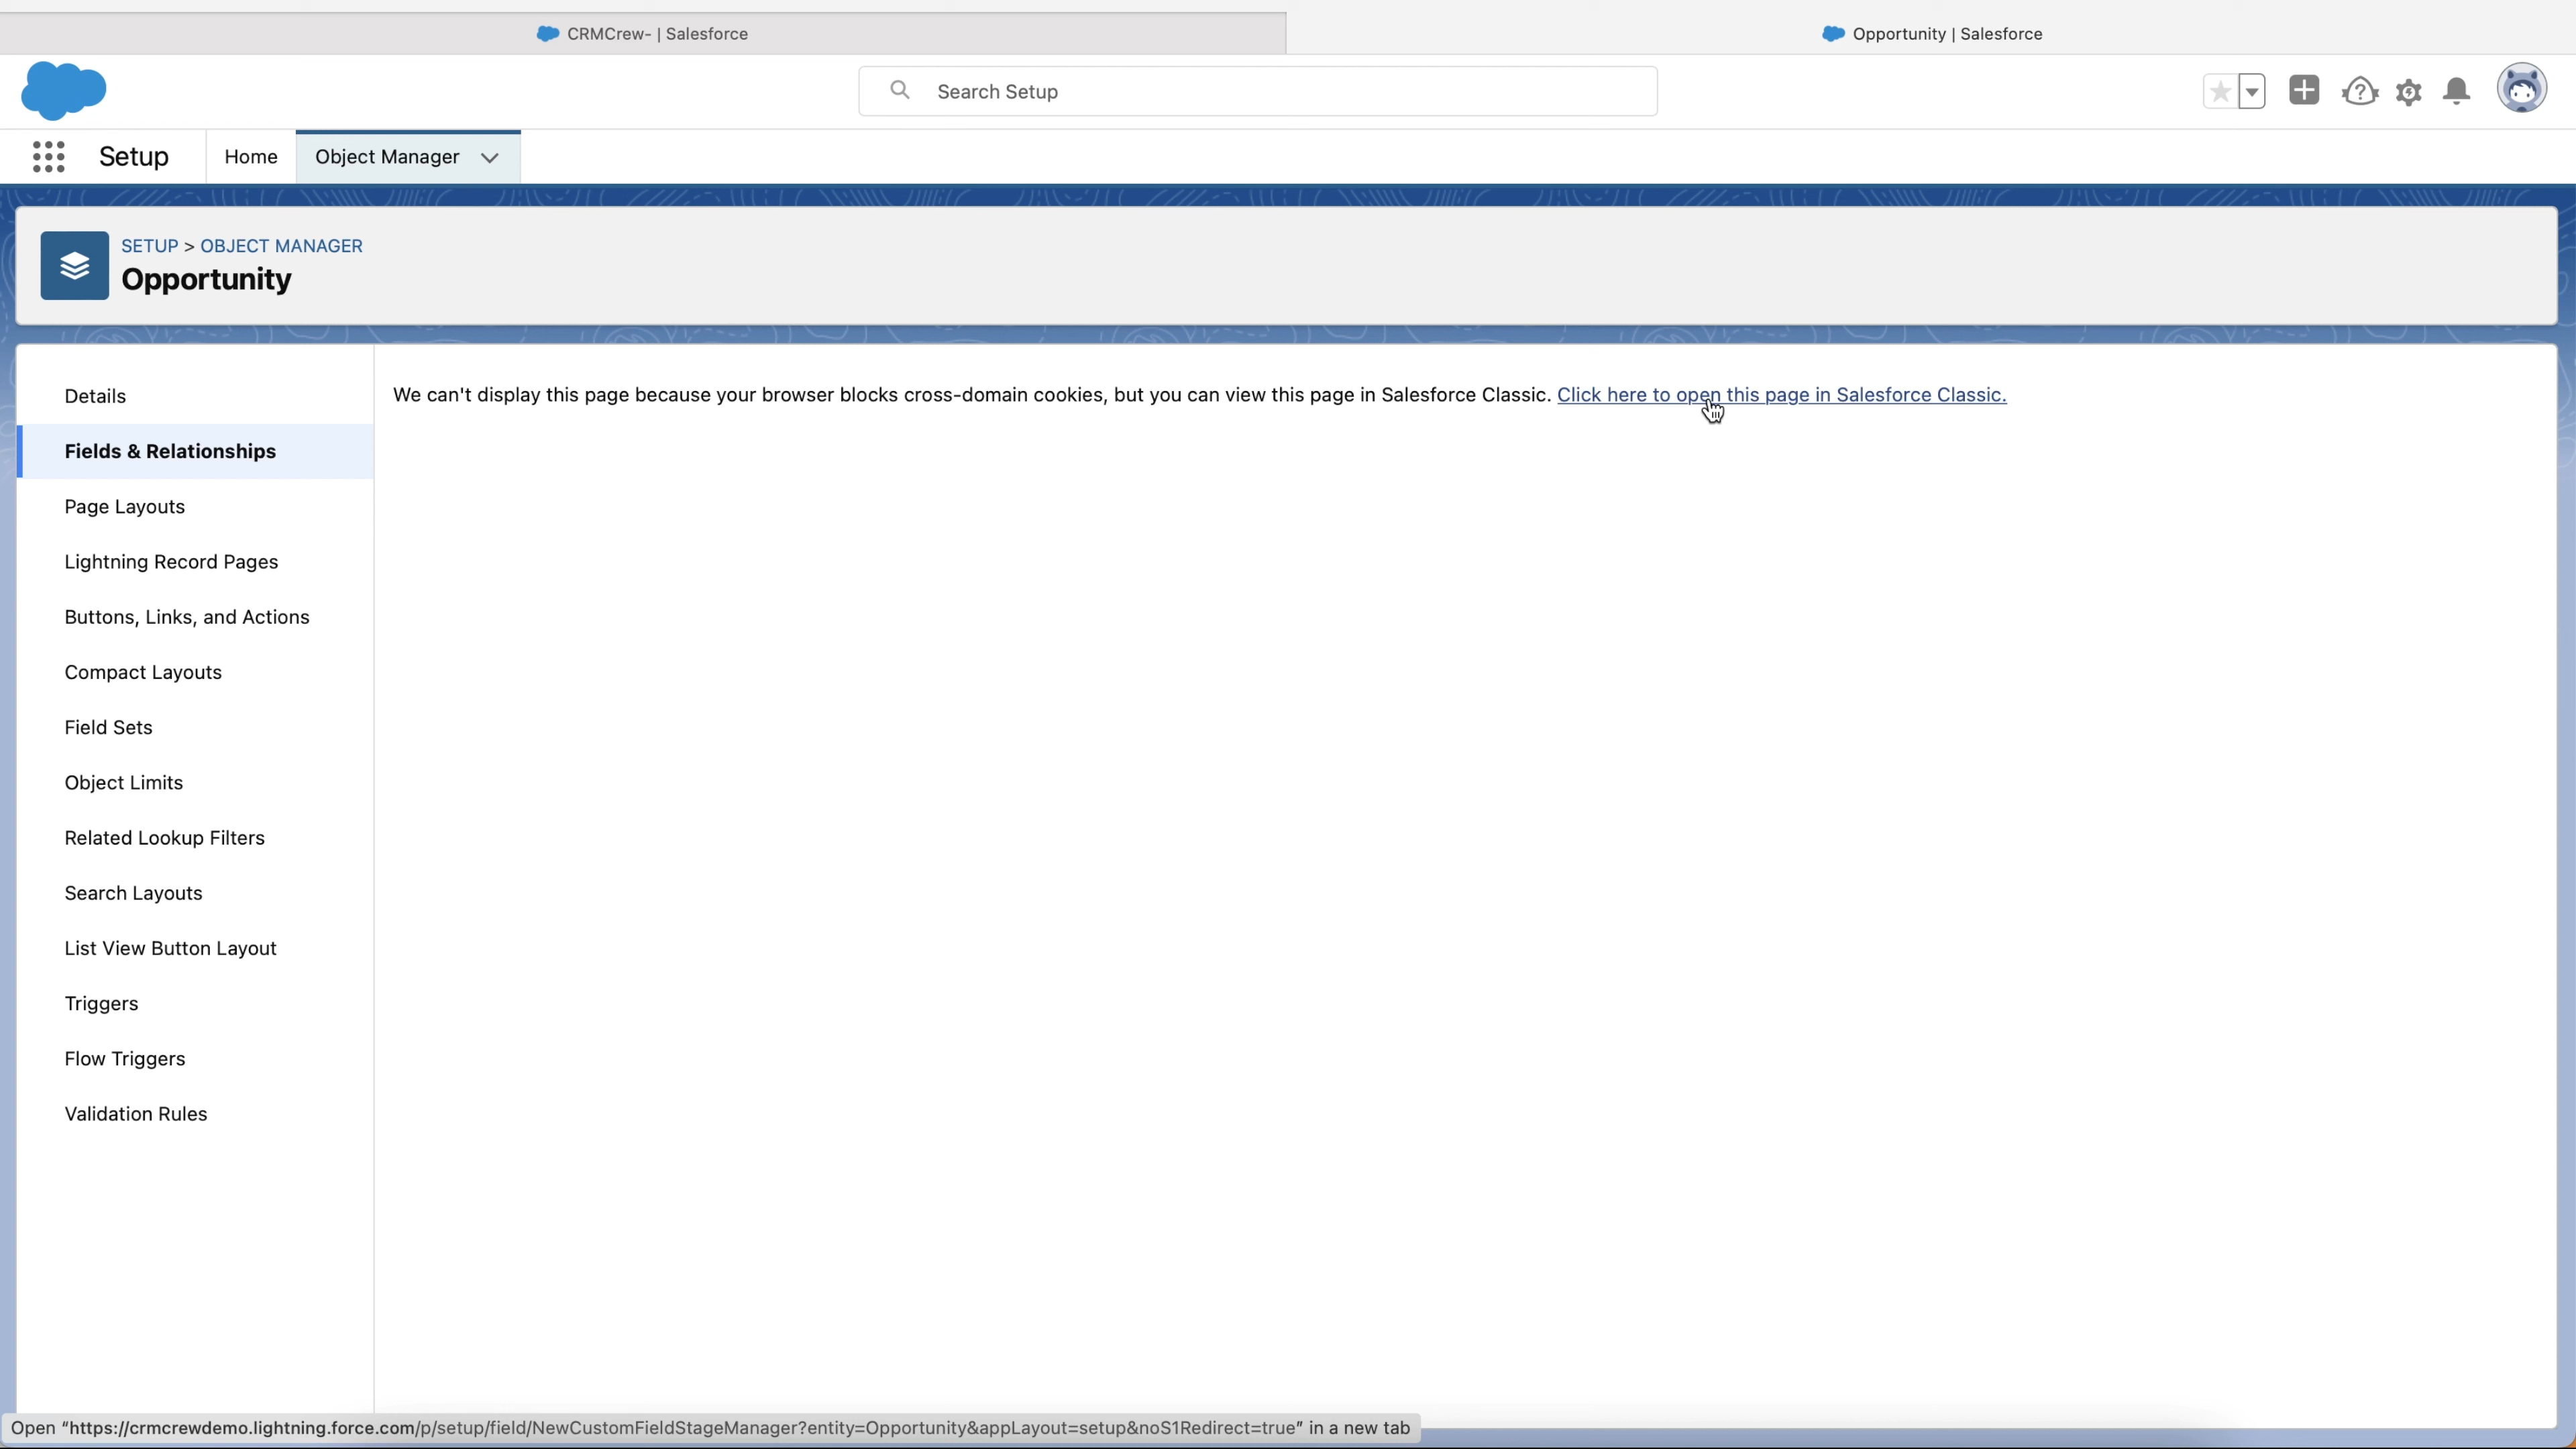 CRMCrew- | Salesforce
Opportunity | Salesforce
Search Setup
Setup
Home
Object Manager
SETUP > OBJECT MANAGER
Opportunity
Details
Fields & Relationships
Page Layouts
Lightning Record Pages
Buttons, Links, and Actions
Compact Layouts
Field Sets
Object Limits
Related Lookup Filters
Search Layouts
List View Button Layout
Triggers
Flow Triggers
Validation Rules
We can't display this page because your browser blocks cross-domain cookies, but you can view this page in Salesforce Classic. Click here to open this page in Salesforce Classic.
Open “https://crmcrewdemo.lightning.force.com/p/setup/field/NewCustomFieldStageManager?entity=Opportunity&appLayout=setup&noS1Redirect=true” in a new tab